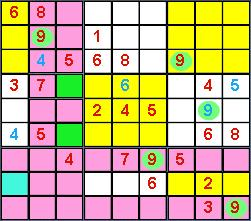 6 8
9 1
4 5 6 8 9
3 7 6 4 5
2 4 5 9
4 5 6 8
4 7 9 5
6 2
3 9